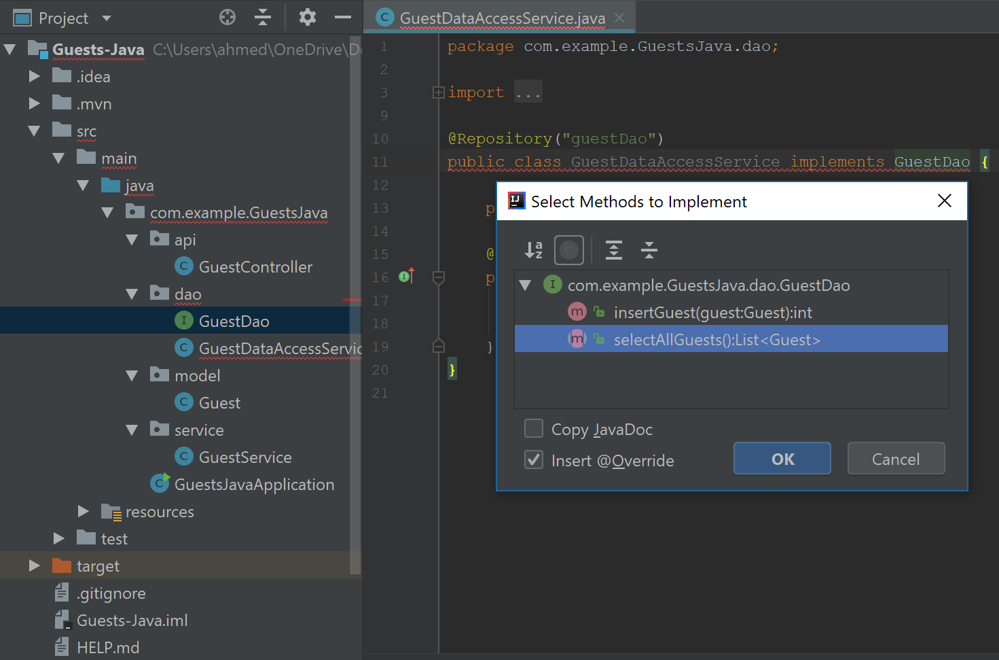 Project
Guests-Java C:\Users\ahmed\OneDrive\D
.idea
.mvn
src
main
java
com.example.GuestsJava
api
GuestController
dao
GuestDao
GuestDataAccessServic
model
Guest
service
GuestService
GuestsJavaApplication
resources
test
target
.gitignore
Guests-Java.iml
HELP.md
GuestDataAccessService.java
1 package com.example.GuestsJava.dao;
2
3 import ...
9
10 @Repository("guestDao")
11 public class GuestDataAccessService implements GuestDao {
12
13 p
14
15 @
16 p
17
18
19 }
20 }
21
Select Methods to Implement
com.example.GuestsJava.dao.GuestDao
insertGuest(guest:Guest):int
selectAllGuests():List<Guest>
Copy JavaDoc
Insert @Override
OK
Cancel